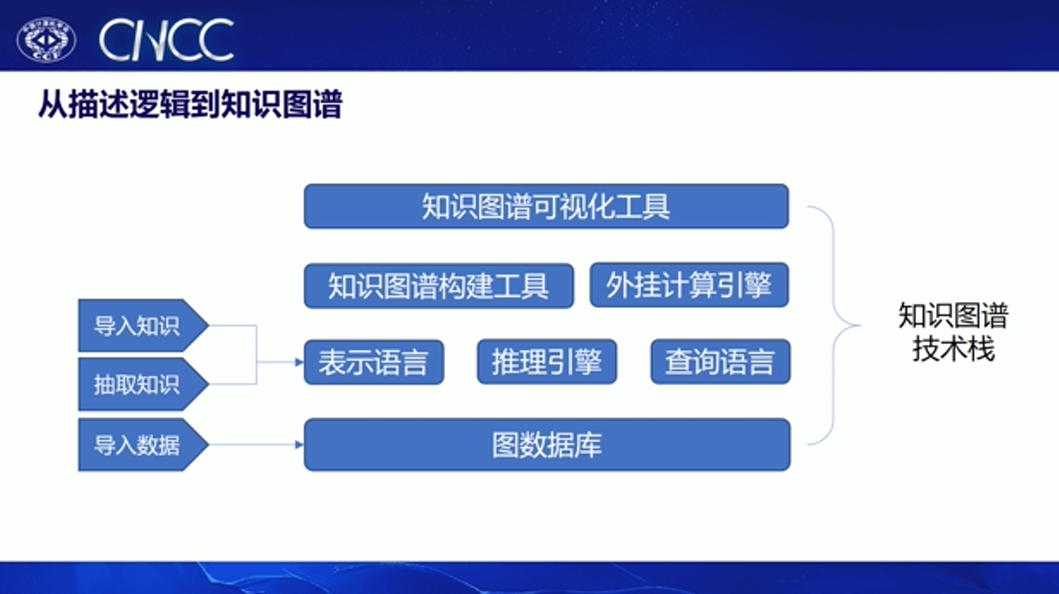 CNCC
从描述逻辑到知识图谱
知识图谱可视化工具
知识图谱构建工具
外挂计算引擎
导入知识
抽取知识
导入数据
表示语言
推理引擎
查询语言
图数据库
知识图谱
技术栈